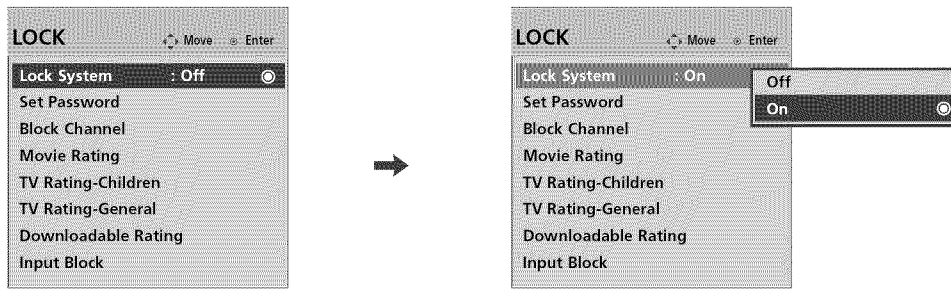 LOCK
Move Enter
Lock System : Off
Set Password
Block Channel
Movie Rating
TV Rating-Children
TV Rating-General
Downloadable Rating
Input Block
LOCK
Move Enter
Lock System : On
Set Password
Block Channel
Movie Rating
TV Rating-Children
TV Rating-General
Downloadable Rating
Input Block
Off
On